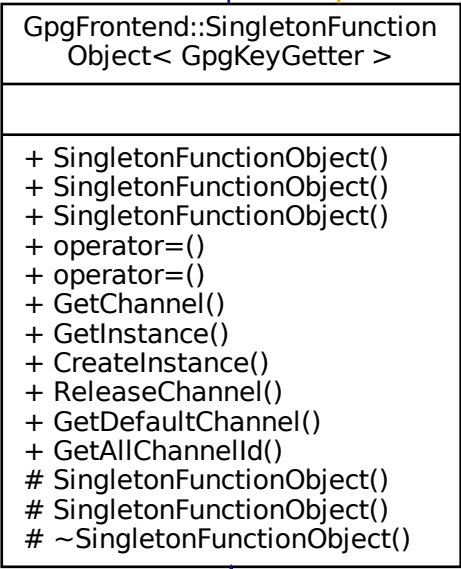 GpgFrontend::SingletonFunction
Object< GpgKeyGetter >
+ SingletonFunctionObject()
+ SingletonFunctionObject()
+ SingletonFunctionObject()
+ operator=()
+ operator=()
+ GetChannel()
+ GetInstance()
+ CreateInstance()
+ ReleaseChannel()
+ GetDefaultChannel()
+ GetAllChannelId()
# SingletonFunctionObject()
# SingletonFunctionObject()
# ~SingletonFunctionObject()